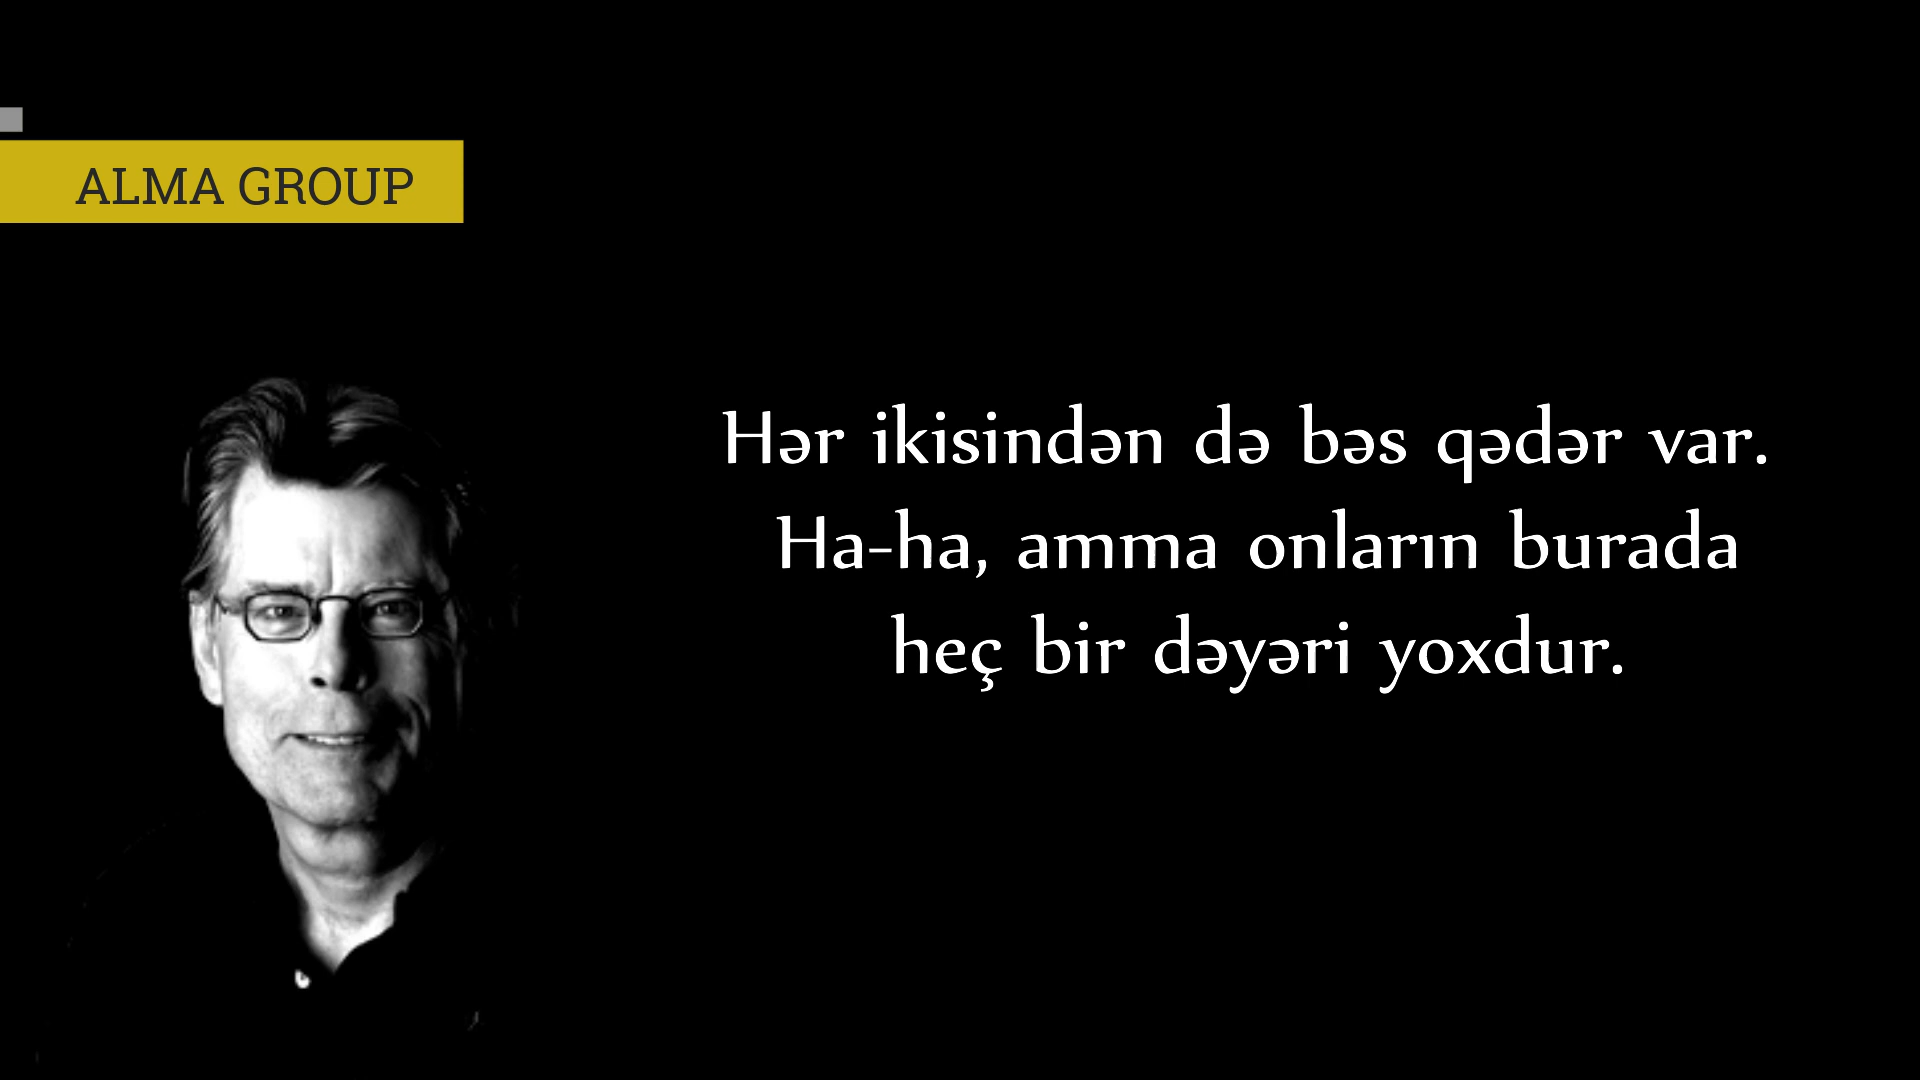 ALMA GROUP
Hər ikisindən də bəs qədər var.
Ha-ha, amma onların burada
heç bir dəyəri yoxdur.